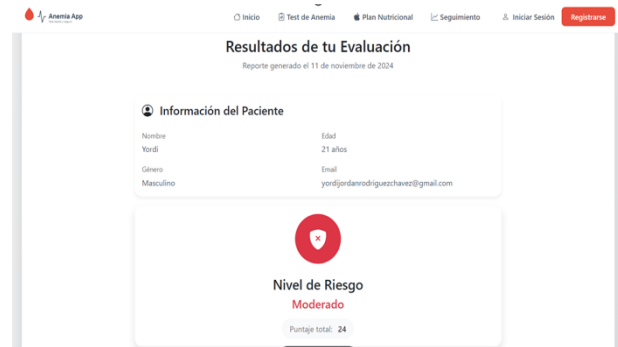 Anemia App
Inicio
Test de Anemia
Plan Nutricional
Seguimiento
Iniciar Sesión
Registrarse
Resultados de tu Evaluación
Reporte generado el 11 de noviembre de 2024
Información del Paciente
Nombre
Edad
Yordi
21 años
Género
Email
Masculino
yordijordanrodriguezchavez@gmail.com
Nivel de Riesgo
Moderado
Puntaje total: 24